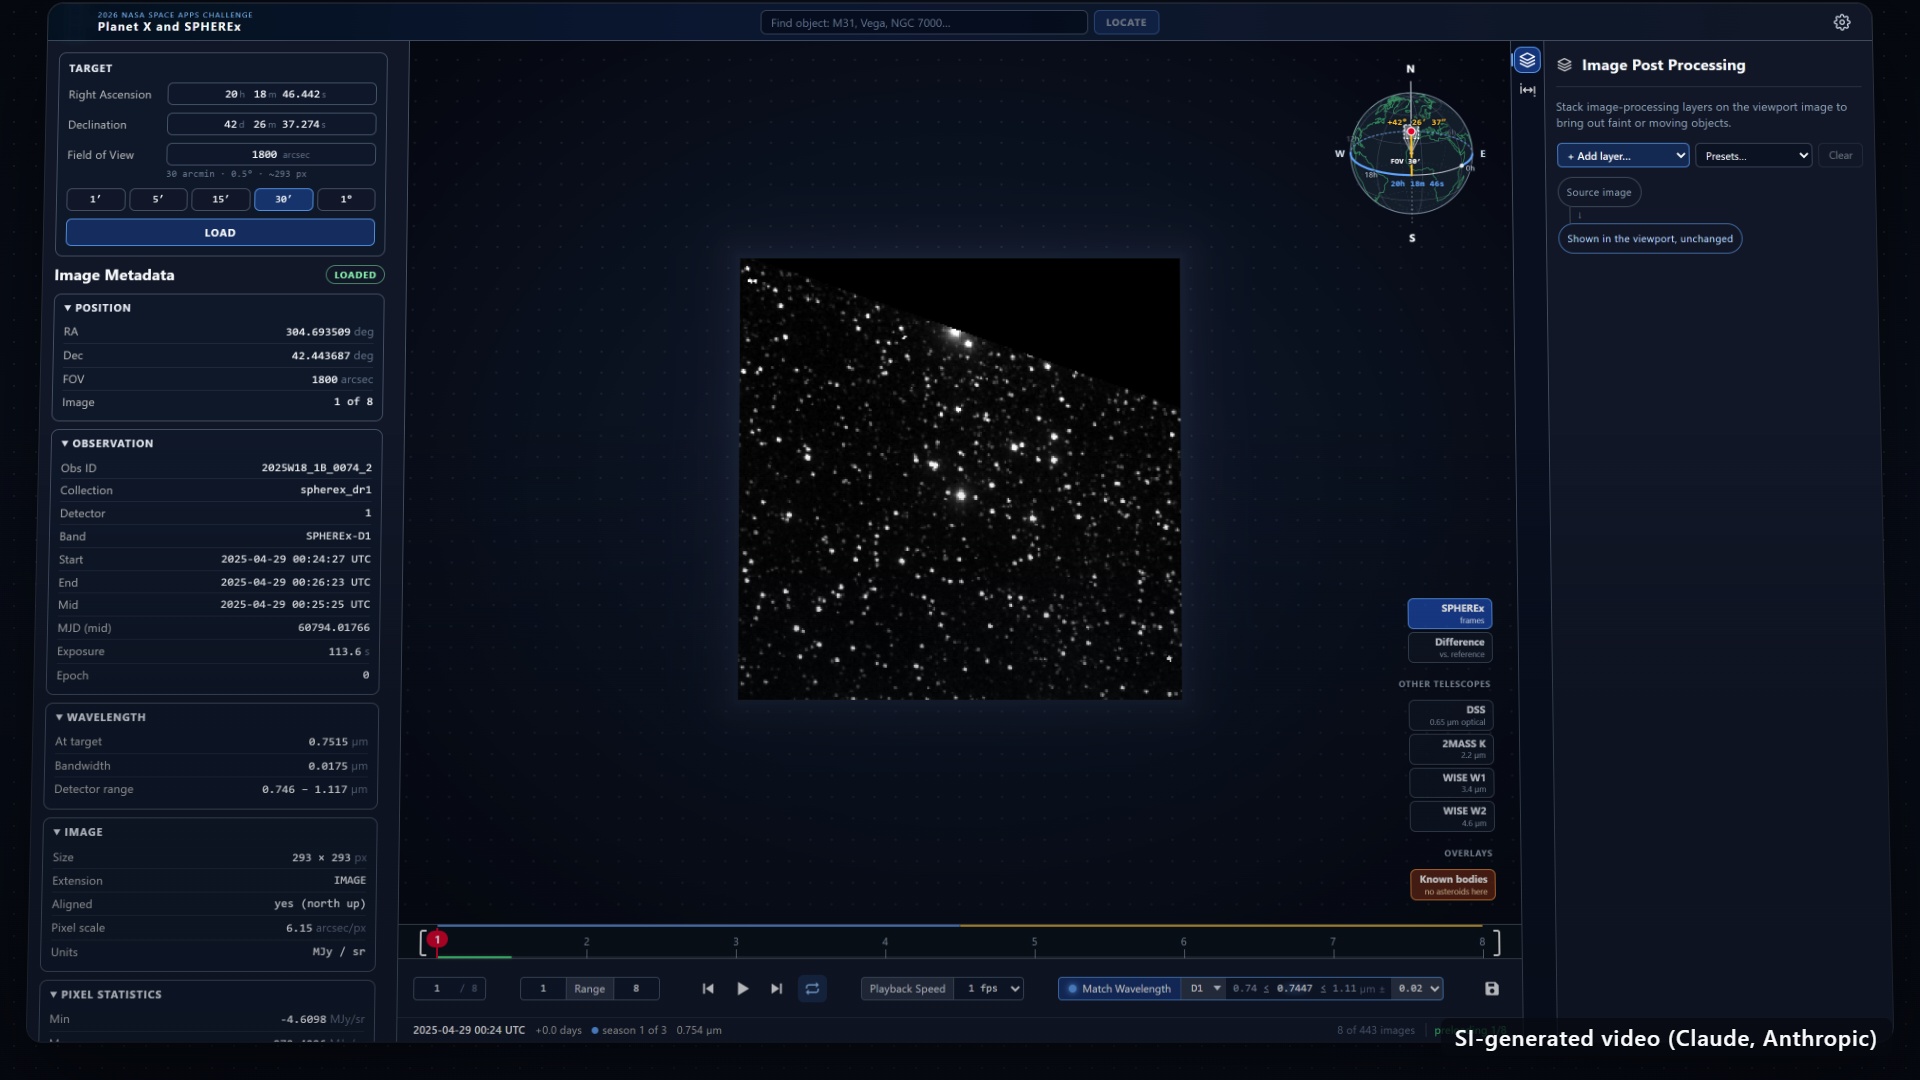 2026 NASA SPACE APPS CHALLENGE
Planet X and SPHEREx
Find object: M31, Vega, NGC 7000...
LOCATE
TARGET
Right Ascension 20h 18m 46.442s
Declination 42d 26m 37.274s
Field of View 1800 arcsec
30 arcmin · 0.5° · ~293 px
1′ 5′ 15′ 30′ 1°
LOAD
Image Metadata LOADED
▼ POSITION
RA 304.693509 deg
Dec 42.443687 deg
FOV 1800 arcsec
Image 1 of 8
▼ OBSERVATION
Obs ID 2025W18_1B_0074_2
Collection spherex_dr1
Detector 1
Band SPHEREx-D1
Start 2025-04-29 00:24:27 UTC
End 2025-04-29 00:26:23 UTC
Mid 2025-04-29 00:25:25 UTC
MJD (mid) 60794.01766
Exposure 113.6 s
Epoch 0
▼ WAVELENGTH
At target 0.7515 µm
Bandwidth 0.0175 µm
Detector range 0.746 – 1.117 µm
▼ IMAGE
Size 293 × 293 px
Extension IMAGE
Aligned yes (north up)
Pixel scale 6.15 arcsec/px
Units MJy / sr
▼ PIXEL STATISTICS
Min -4.6098 MJy/sr
N
+42° 26′ 37″
W E
FOV 30′
18h 0h
20h 18m 46s
S
SPHEREx
frames
Difference
vs. reference
OTHER TELESCOPES
DSS
0.65 µm optical
2MASS K
2.2 µm
WISE W1
3.4 µm
WISE W2
4.6 µm
OVERLAYS
Known bodies
no asteroids here
1 2 3 4 5 6 7 8
1 / 8
1 Range 8
Playback Speed 1 fps
Match Wavelength D1 0.74 ≤ 0.7447 ≤ 1.11 µm ± 0.02
2025-04-29 00:24 UTC +0.0 days season 1 of 3 0.754 µm
8 of 443 images
Image Post Processing
Stack image-processing layers on the viewport image to
bring out faint or moving objects.
+ Add layer... Presets... Clear
Source image
↓
Shown in the viewport, unchanged
SI-generated video (Claude, Anthropic)